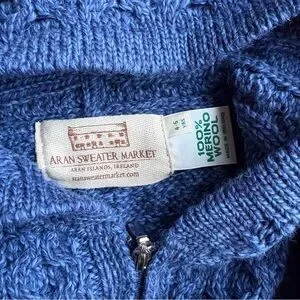 ARAN SWEATER MARKET
ARAN ISLANDS, IRELAND
aransweatermarket.com
4-5
YRS
100%
MERINO
WOOL
MADE IN IRELAND